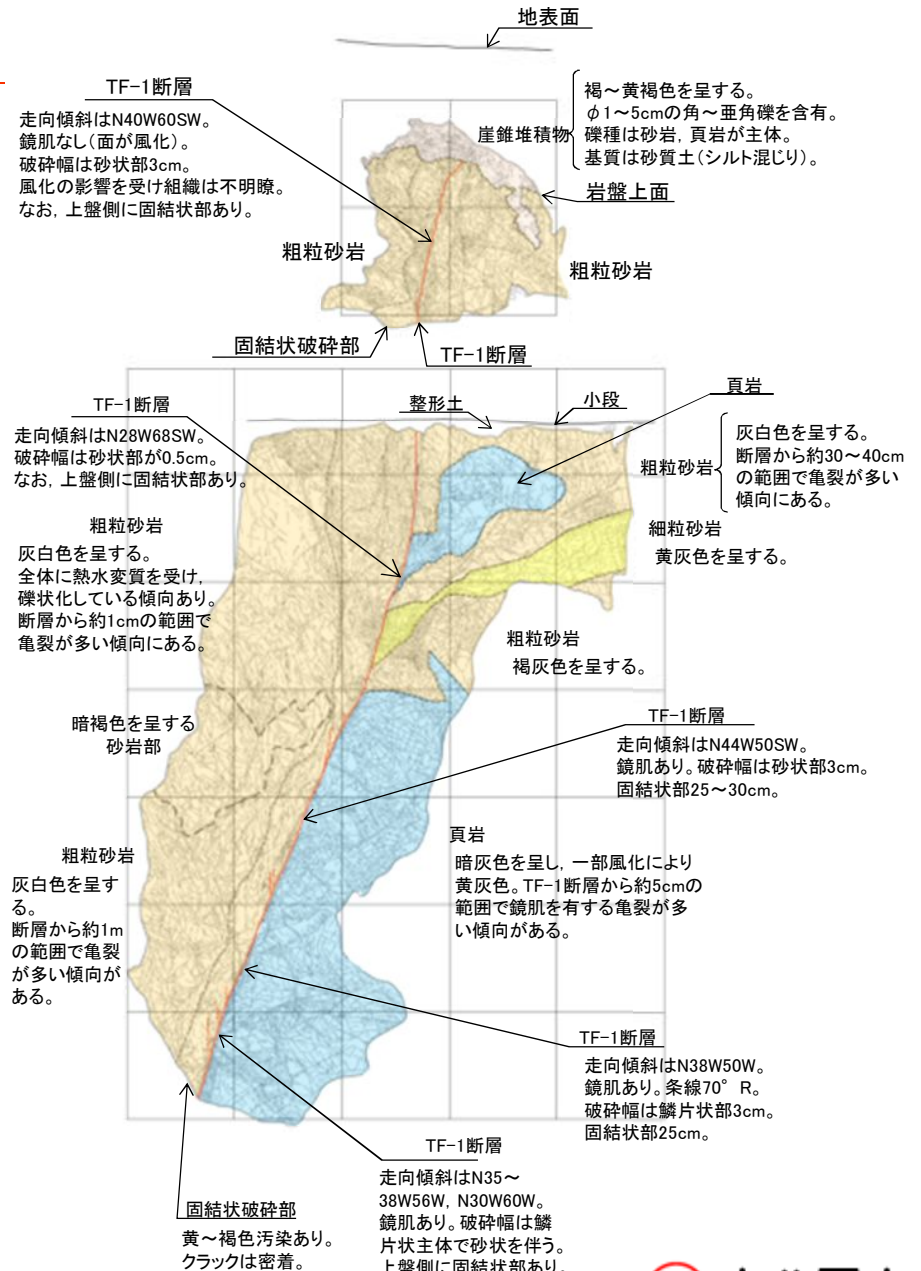 地表面
TF-1断層
走向傾斜はN40W60SW。
鏡肌なし(面が風化)。
破砕幅は砂状部3cm。
風化の影響を受け組織は不明瞭。
なお，上盤側に固結状部あり。
崖錐堆積物
褐～黄褐色を呈する。
φ1～5cmの角～亜角礫を含有。
礫種は砂岩，頁岩が主体。
基質は砂質土(シルト混じり)。
岩盤上面
粗粒砂岩
粗粒砂岩
固結状破砕部
TF-1断層
TF-1断層
走向傾斜はN28W68SW。
破砕幅は砂状部が0.5cm。
なお，上盤側に固結状部あり。
整形土
小段
頁岩
粗粒砂岩
灰白色を呈する。
断層から約30～40cm
の範囲で亀裂が多い
傾向にある。
粗粒砂岩
灰白色を呈する。
全体に熱水変質を受け，
礫状化している傾向あり。
断層から約1cmの範囲で
亀裂が多い傾向にある。
細粒砂岩
黄灰色を呈する。
粗粒砂岩
褐灰色を呈する。
暗褐色を呈する
砂岩部
TF-1断層
走向傾斜はN44W50SW。
鏡肌あり。破砕幅は砂状部3cm。
固結状部25～30cm。
粗粒砂岩
灰白色を呈す
る。
断層から約1m
の範囲で亀裂
が多い傾向が
ある。
頁岩
暗灰色を呈し，一部風化により
黄灰色。TF-1断層から約5cmの
範囲で鏡肌を有する亀裂が多
い傾向がある。
TF-1断層
走向傾斜はN38W50W。
鏡肌あり。条線70°R。
破砕幅は鱗片状部3cm。
固結状部25cm。
TF-1断層
走向傾斜はN35～
38W56W，N30W60W。
鏡肌あり。破砕幅は鱗
片状主体で砂状を伴う。
上盤側に固結状部あり。
固結状破砕部
黄～褐色汚染あり。
クラックは密着。